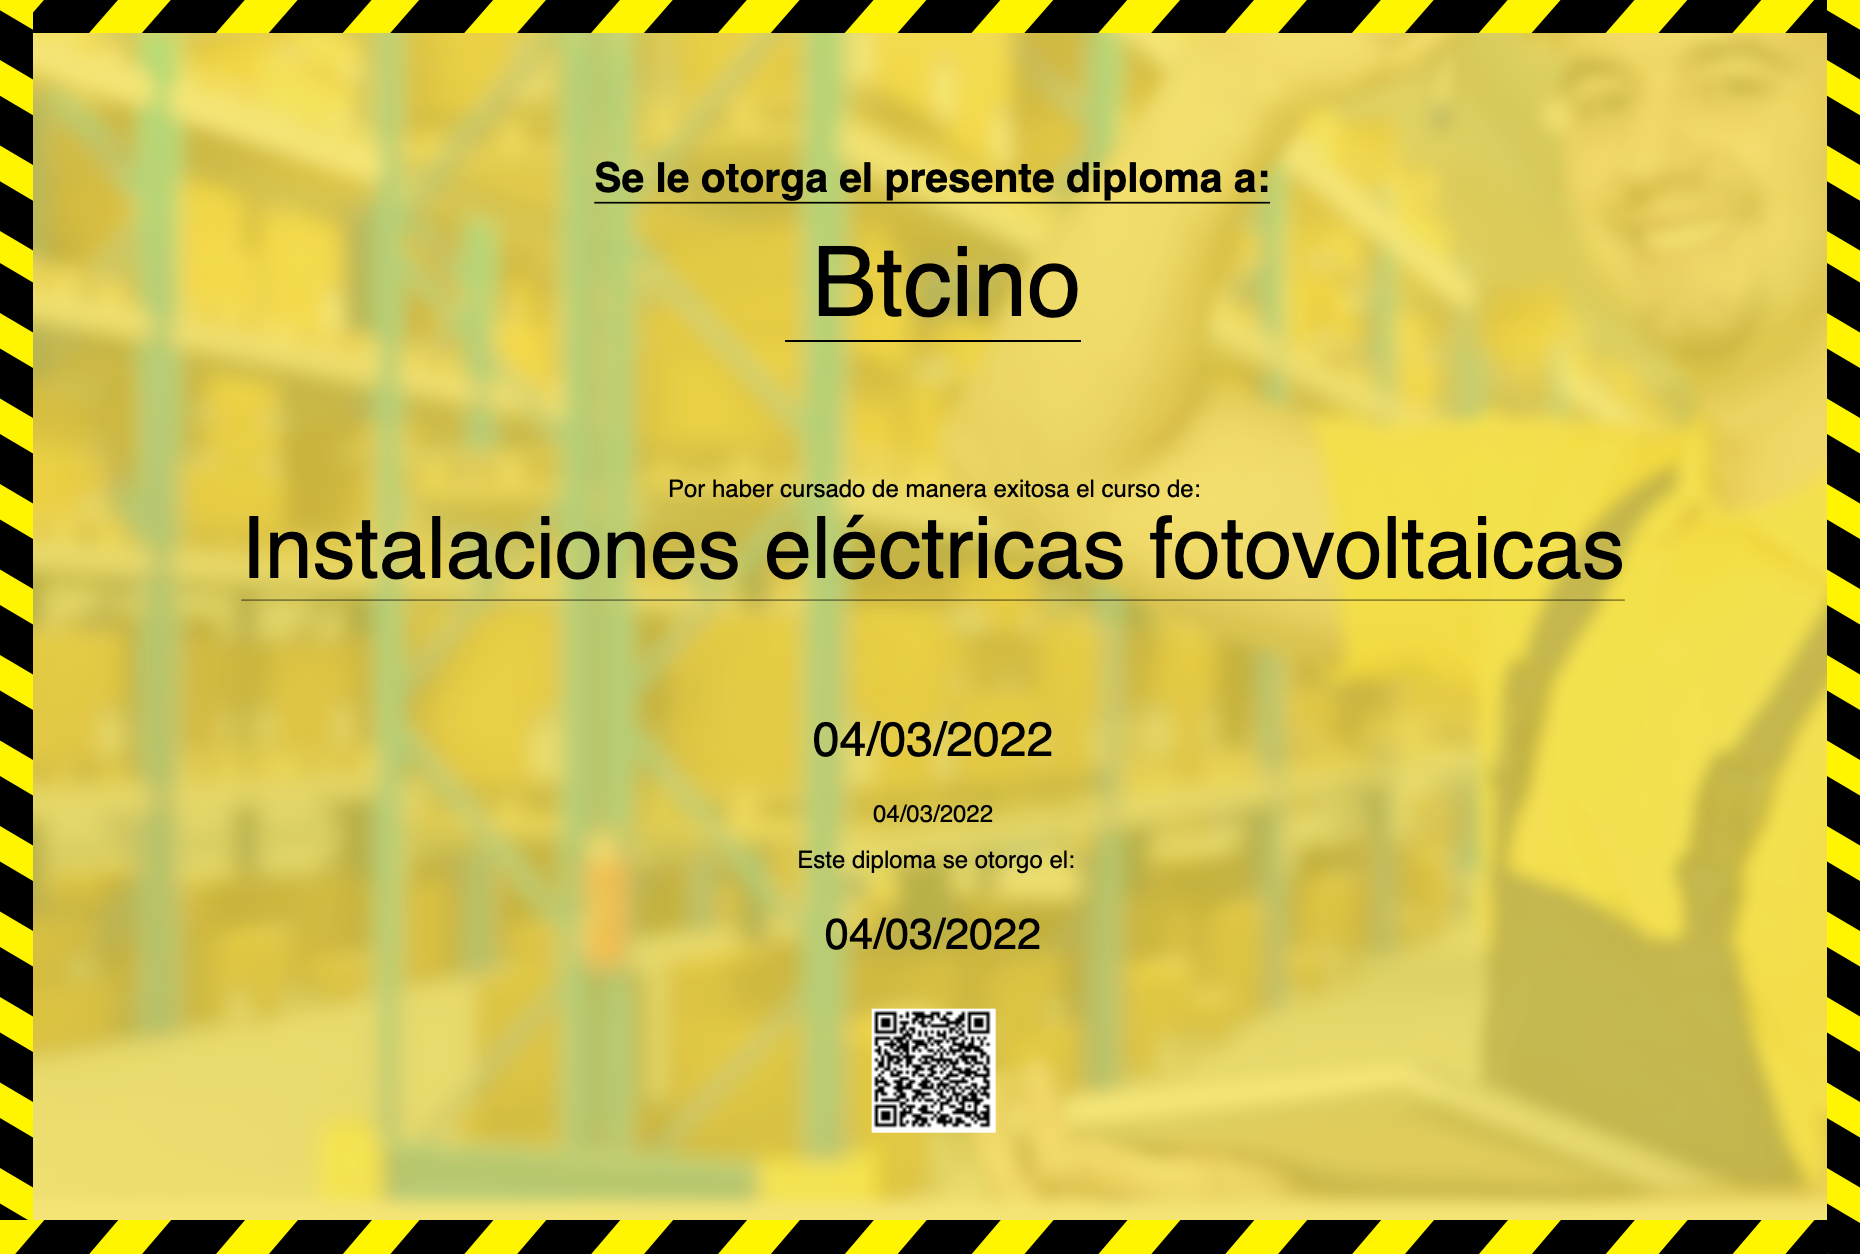 Se le otorga el presente diploma a:
Btcino
Por haber cursado de manera exitosa el curso de:
Instalaciones eléctricas fotovoltaicas
04/03/2022
04/03/2022
Este diploma se otorgo el:
04/03/2022